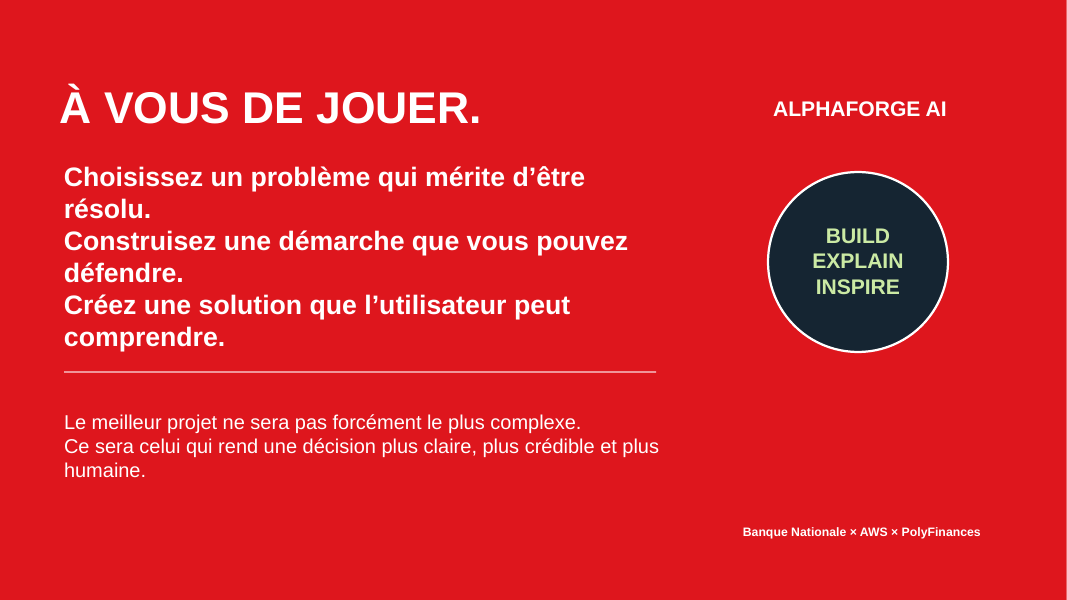 À VOUS DE JOUER.
ALPHAFORGE AI
Choisissez un problème qui mérite d’être
résolu.
Construisez une démarche que vous pouvez
défendre.
Créez une solution que l’utilisateur peut
comprendre.
BUILD
EXPLAIN
INSPIRE
Le meilleur projet ne sera pas forcément le plus complexe.
Ce sera celui qui rend une décision plus claire, plus crédible et plus
humaine.
Banque Nationale × AWS × PolyFinances